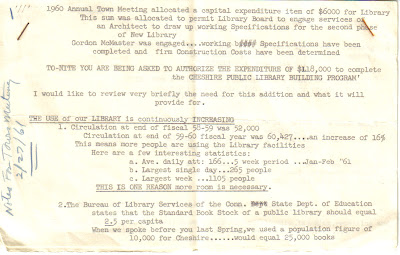 1960 Annual Town Meeting allocated a capital expenditure item of $6000 for Library
This sum was allocated to permit Library Board to engage services of
an Architect to draw up working Specifications for the second phase
of New Library
Gordon McMaster was engaged....working Specifications have been
completed and firm Construction Costs have been determined
TO-NITE YOU ARE BEING ASKED TO AUTHORIZE THE EXPENDITURE OF $118,000 to complete
the CHESHIRE PUBLIC LIBRARY BUILDING PROGRAM'
I would like to review very briefly the need for this addition and what it will
provide for.
THE USE of our LIBRARY is continuously INCREASING
1. Circulation at end of fiscal 58-59 was 52,000
Circulation at end of 59-60 fiscal year was 60,427...an increase of 16%
This means more people are using the Library facilities
Here are a few interesting statistics:
a. Ave. daily att: 166...5 week period ...Jan-Feb '61
b. Largest single day...265 people
c. Largest week ...1105 people
THIS IS ONE REASON more room is necessary.
2.The Bureau of Library Services of the Conn. State Dept. of Education
states that the Standard Book Stock of a public library should equal
2.5 per capita
When we spoke before you last Spring,we used a population figure of
10,000 for Cheshire......would equal 25,000 books
Notes For Town Meeting
2/27/61